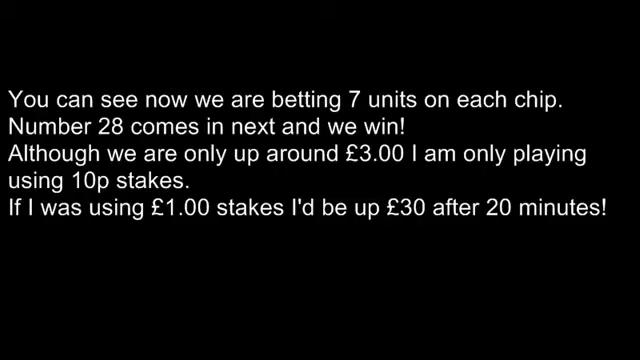 You can see now we are betting 7 units on each chip.
Number 28 comes in next and we win!
Although we are only up around £3.00 I am only playing
using 10p stakes.
If I was using £1.00 stakes I'd be up £30 after 20 minutes!